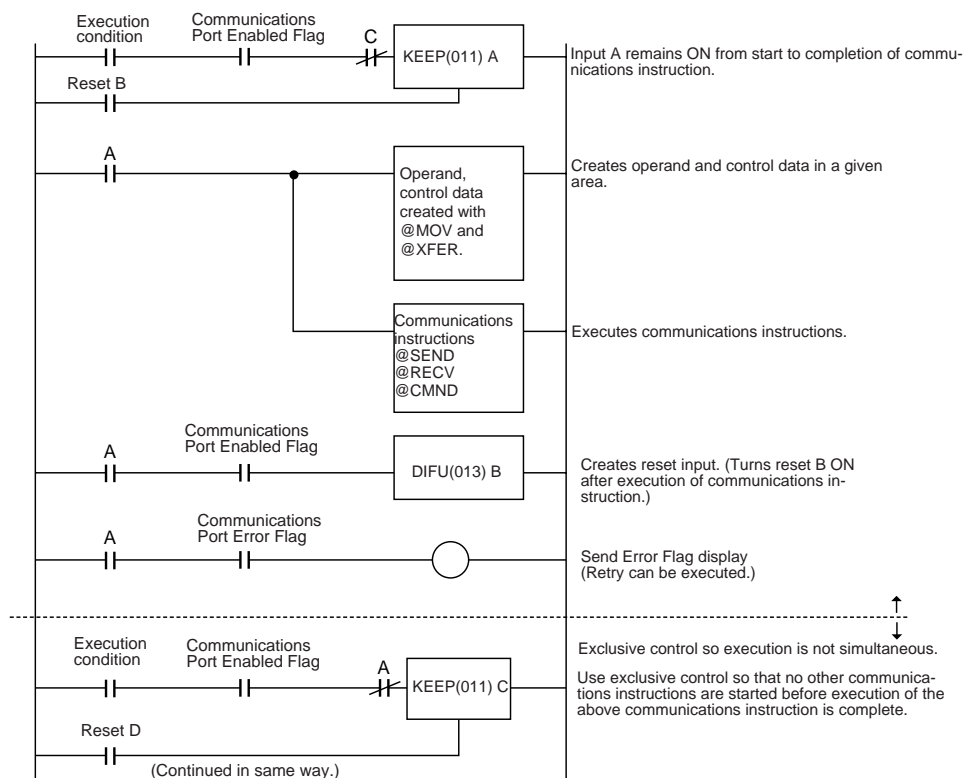 Execution
condition
Communications
Port Enabled Flag
C
KEEP(011) A
Input A remains ON from start to completion of commu-
nications instruction.
Reset B
A
Operand,
control data
created with
@MOV and
@XFER.
Creates operand and control data in a given
area.
Communications
instructions
@SEND
@RECV
@CMND
Executes communications instructions.
A
Communications
Port Enabled Flag
DIFU(013) B
Creates reset input. (Turns reset B ON
after execution of communications in-
struction.)
A
Communications
Port Error Flag
Send Error Flag display
(Retry can be executed.)
Execution
condition
Communications
Port Enabled Flag
A
KEEP(011) C
Exclusive control so execution is not simultaneous.
Use exclusive control so that no other communica-
tions instructions are started before execution of the
above communications instruction is complete.
Reset D
(Continued in same way.)